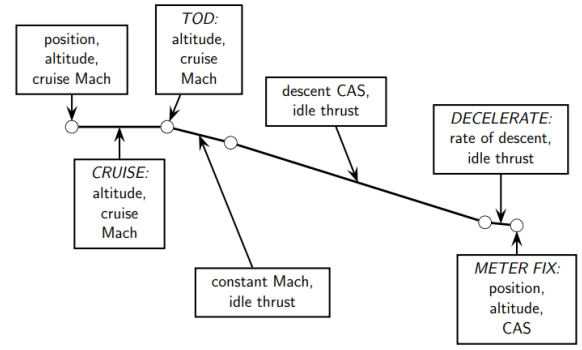 position,
altitude,
cruise Mach
TOD:
altitude,
cruise
Mach
descent CAS,
idle thrust
DECELERATE:
rate of descent,
idle thrust
CRUISE:
altitude,
cruise
Mach
constant Mach,
idle thrust
METER FIX:
position,
altitude,
CAS